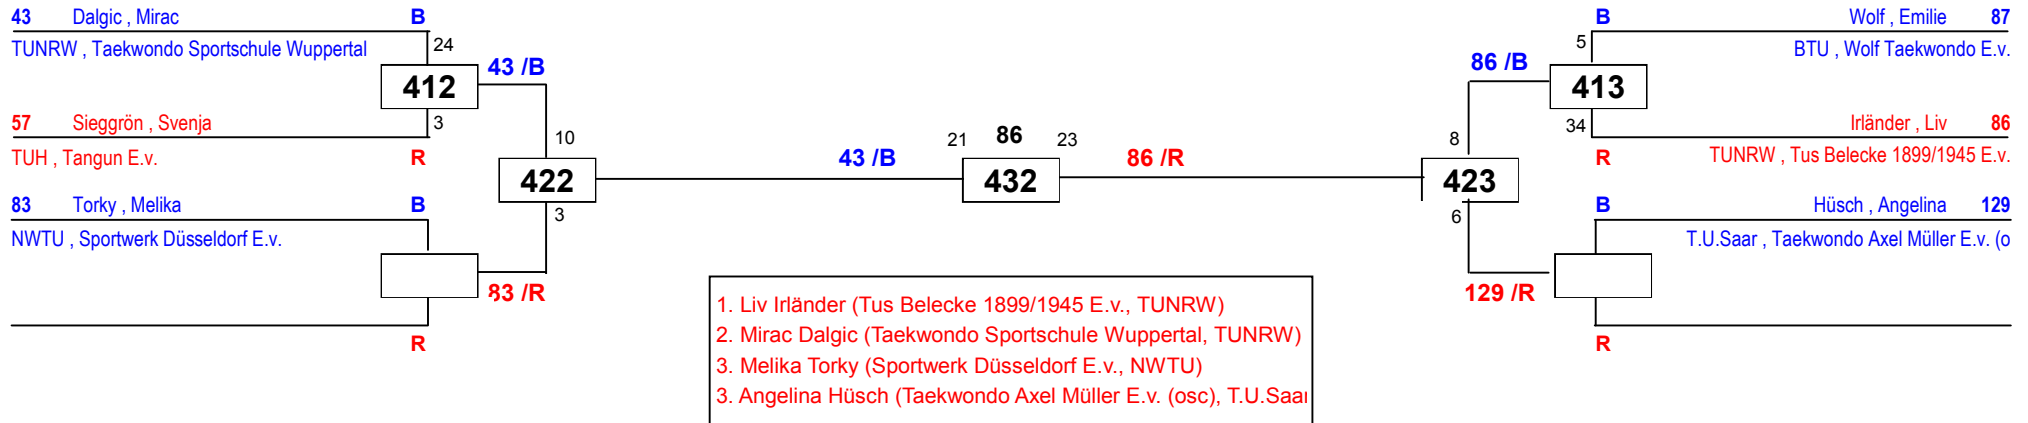 43 Dalgic , Mirac B
TUNRW , Taekwondo Sportschule Wuppertal
24
412
43 /B
3
57 Sieggrön , Svenja
TUH , Tangun E.v. R
83 Torky , Melika B
NWTU , Sportwerk Düsseldorf E.v.
83 /R
R
10
422
3
43 /B
21 86 23
432
86 /R
8
423
6
B Wolf , Emilie 87
BTU , Wolf Taekwondo E.v.
5
86 /B
413
34
Irländer , Liv 86
R TUNRW , Tus Belecke 1899/1945 E.v.
B Hüsch , Angelina 129
T.U.Saar , Taekwondo Axel Müller E.v. (o
129 /R
R
1. Liv Irländer (Tus Belecke 1899/1945 E.v., TUNRW)
2. Mirac Dalgic (Taekwondo Sportschule Wuppertal, TUNRW)
3. Melika Torky (Sportwerk Düsseldorf E.v., NWTU)
3. Angelina Hüsch (Taekwondo Axel Müller E.v. (osc), T.U.Saar